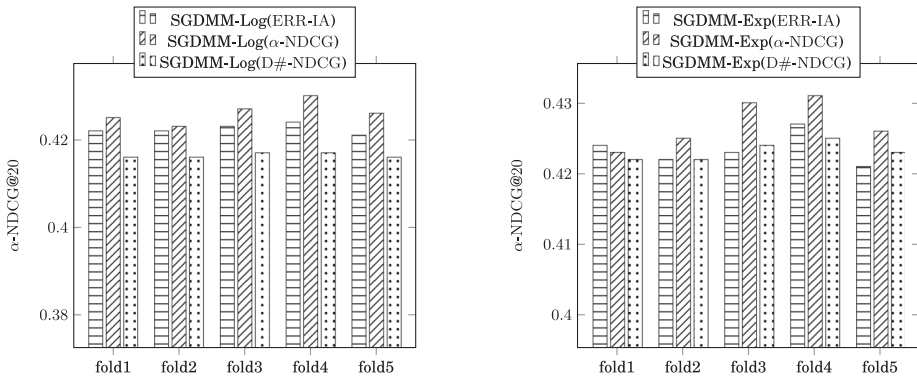 SGDMM-Log(ERR-IA)
SGDMM-Log(α-NDCG)
SGDMM-Log(D#-NDCG)
α-NDCG@20
0.42
0.4
0.38
fold1 fold2 fold3 fold4 fold5
SGDMM-Exp(ERR-IA)
SGDMM-Exp(α-NDCG)
SGDMM-Exp(D#-NDCG)
α-NDCG@20
0.43
0.42
0.41
0.4
fold1 fold2 fold3 fold4 fold5